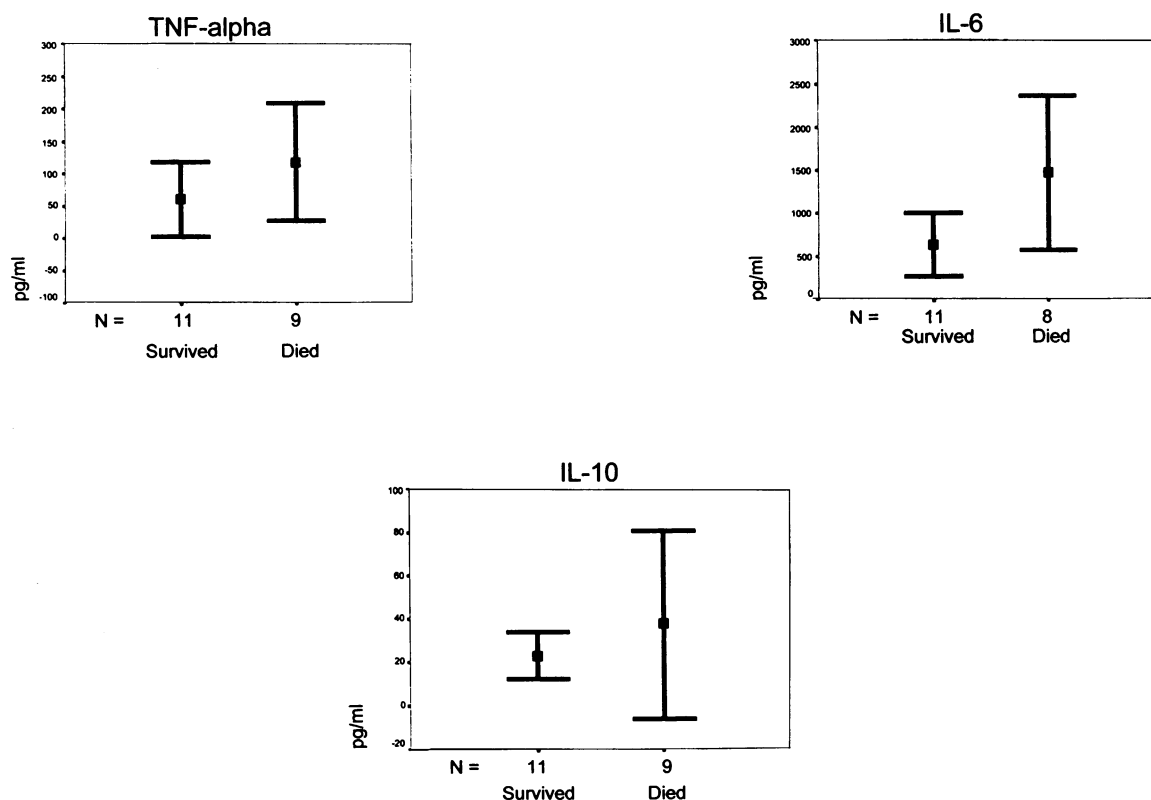 TNF-alpha
300
250
200
150
100
50
0
-50
-100
pg/ml
N = 11 9
Survived Died
IL-6
3000
2500
2000
1500
1000
500
0
pg/ml
N = 11 8
Survived Died
IL-10
100
80
60
40
20
0
-20
pg/ml
N = 11 9
Survived Died